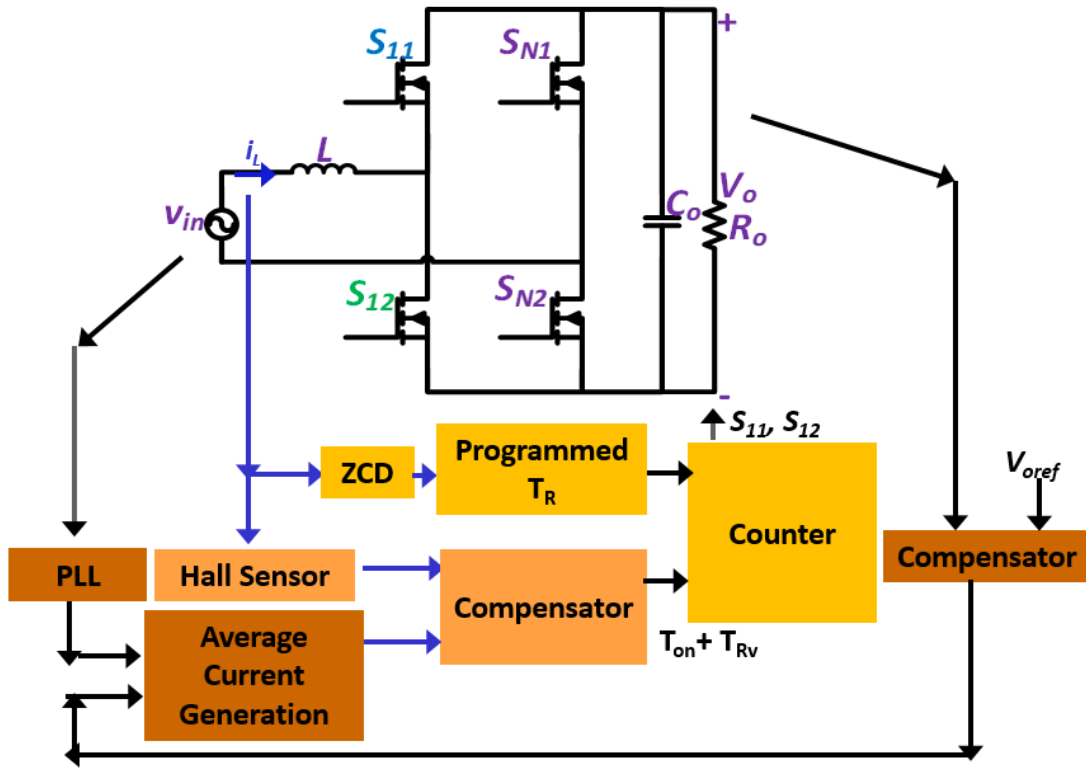 +
S11
SN1
iL
L
vin
Co
Vo
Ro
S12
SN2
-
S11, S12
Voref
ZCD
Programmed
TR
Counter
PLL
Hall Sensor
Compensator
Compensator
Average
Current
Generation
Ton+ TRv